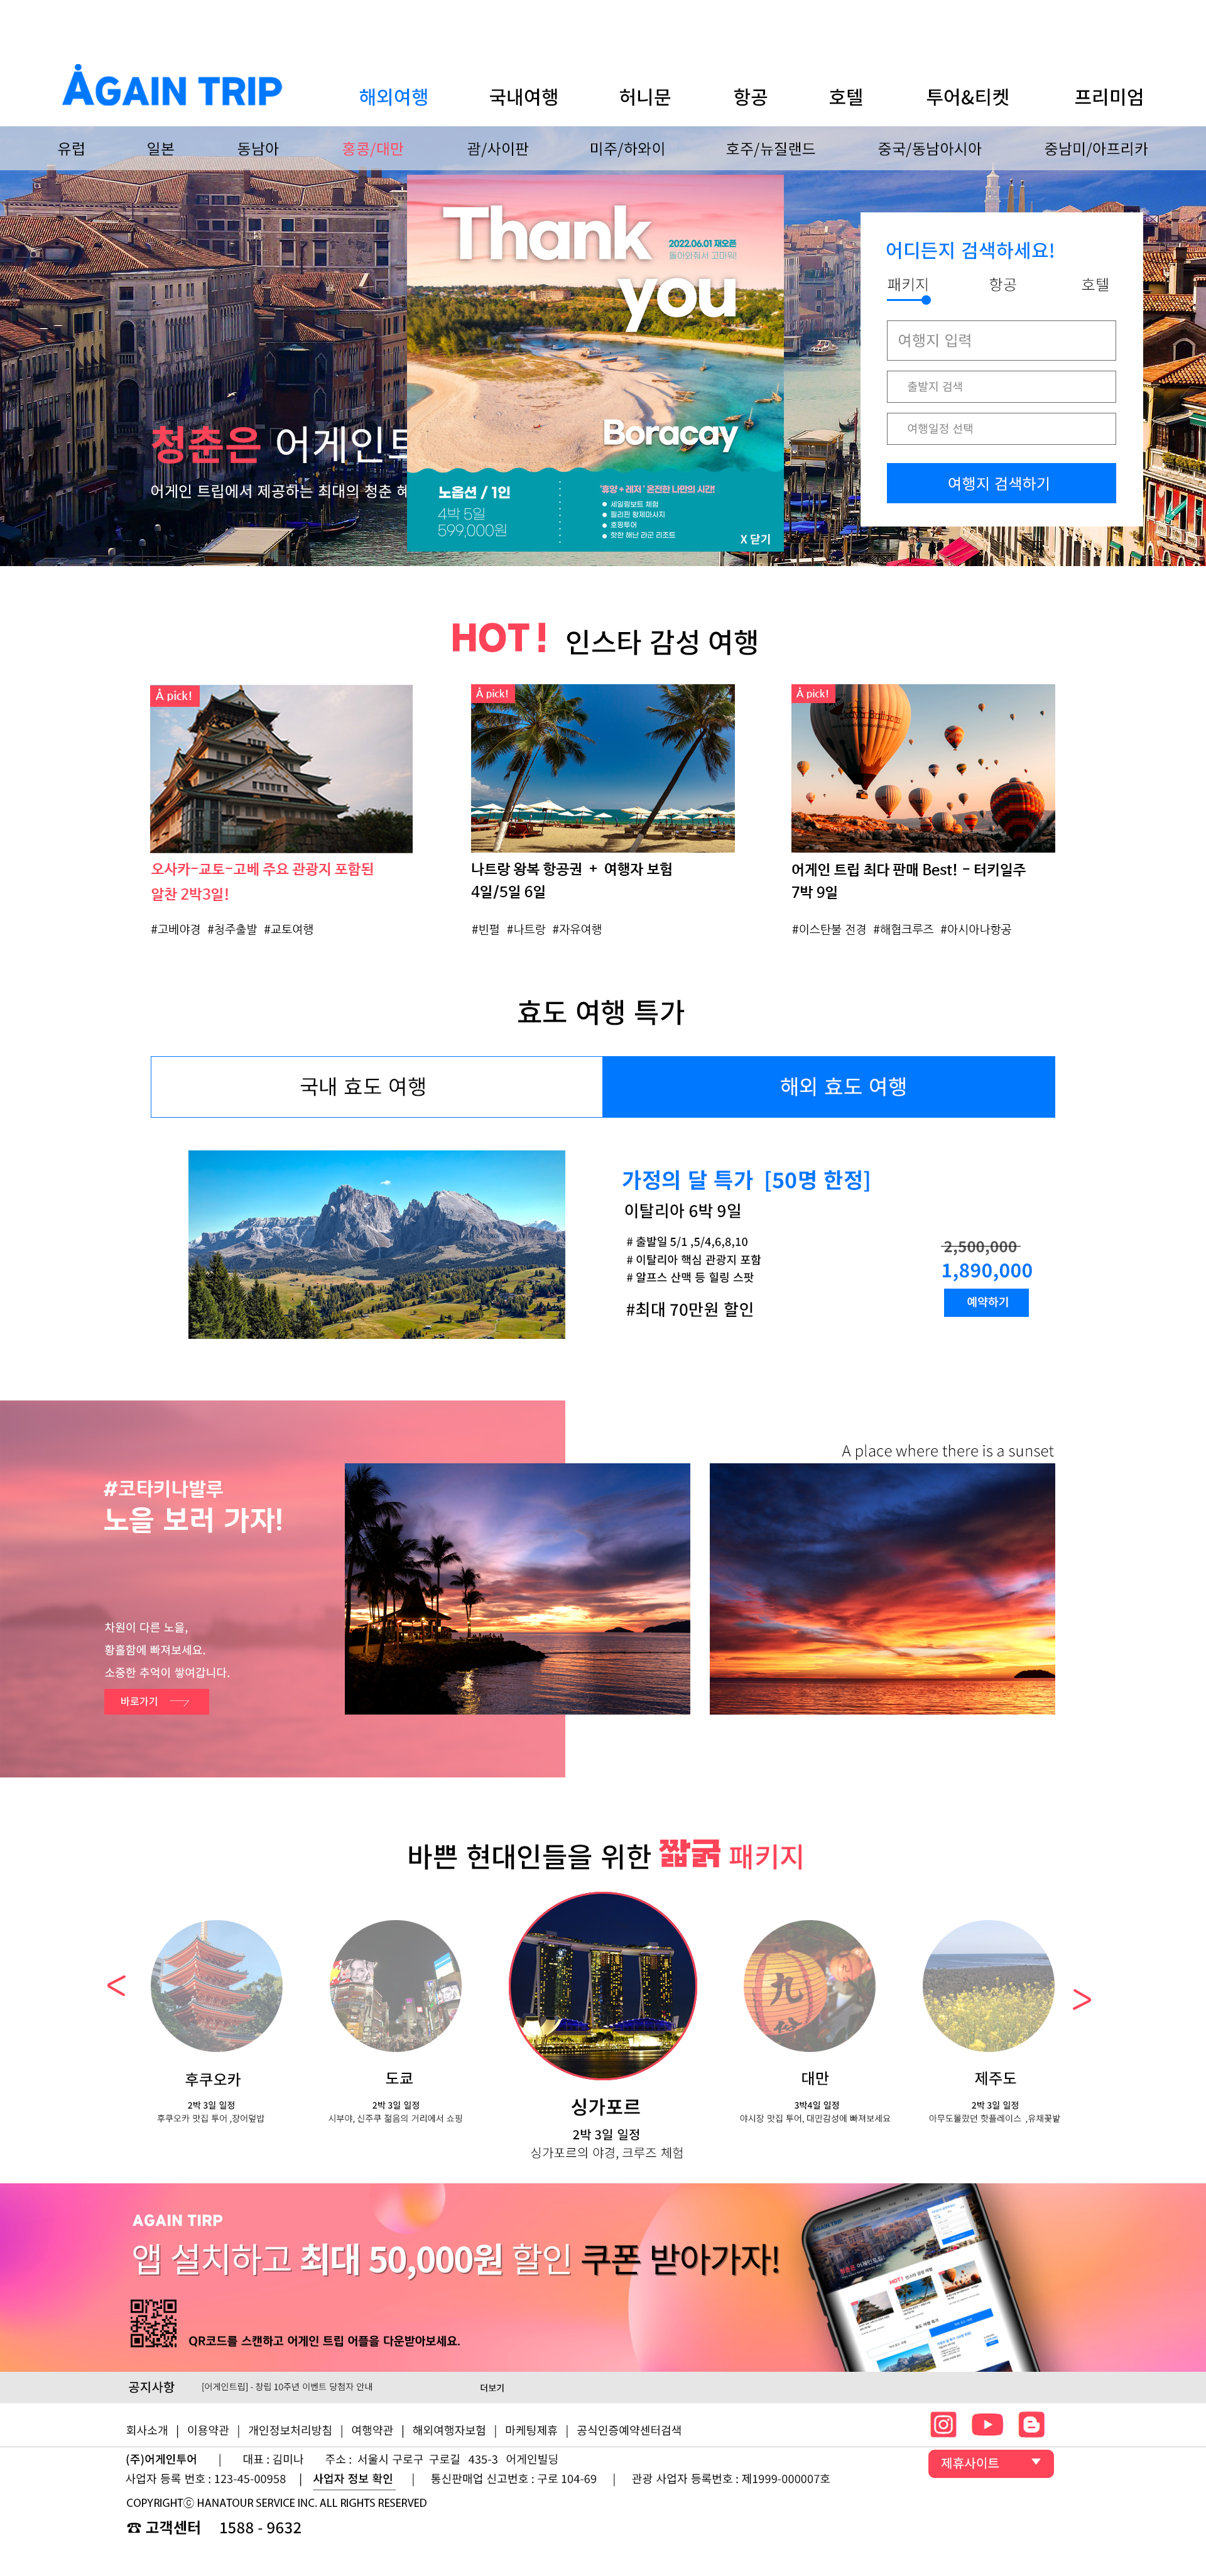 ÅGAIN TRIP
해외여행 국내여행 허니문 항공 호텔 투어&티켓 프리미엄
유럽 일본 동남아 홍콩/대만 괌/사이판 미주/하와이 호주/뉴질랜드 중국/동남아시아 중남미/아프리카
청춘은 어게인트
어게인 트립에서 제공하는 최대의 청춘 혜
Thank
you
2022.06.01 재오픈
돌아와줘서 고마워!
Boracay
노옵션 / 1인
4박 5일
599,000원
'휴양 + 레저' 온전한 나만의 시간!
세일링보트 체험
필리핀 황제마사지
호핑투어
핫한 해난 라군 리조트
X 닫기
어디든지 검색하세요!
패키지 항공 호텔
여행지 입력
출발지 검색
여행일정 선택
여행지 검색하기
HOT! 인스타 감성 여행
Å pick!
오사카-교토-고베 주요 관광지 포함된
알찬 2박3일!
#고베야경 #청주출발 #교토여행
Å pick!
나트랑 왕복 항공권 + 여행자 보험
4일/5일 6일
#빈펄 #나트랑 #자유여행
Å pick!
어게인 트립 최다 판매 Best! - 터키일주
7박 9일
#이스탄불 전경 #해협크루즈 #아시아나항공
효도 여행 특가
국내 효도 여행 해외 효도 여행
가정의 달 특가 [50명 한정]
이탈리아 6박 9일
# 출발일 5/1 ,5/4,6,8,10
# 이탈리아 핵심 관광지 포함
# 알프스 산맥 등 힐링 스팟
#최대 70만원 할인
2,500,000
1,890,000
예약하기
A place where there is a sunset
#코타키나발루
노을 보러 가자!
차원이 다른 노을,
황홀함에 빠져보세요.
소중한 추억이 쌓여갑니다.
바로가기
바쁜 현대인들을 위한 짧굵 패키지
< >
후쿠오카
2박 3일 일정
후쿠오카 맛집 투어 ,장어덮밥
도쿄
2박 3일 일정
시부야, 신주쿠 젊음의 거리에서 쇼핑
싱가포르
2박 3일 일정
싱가포르의 야경, 크루즈 체험
대만
3박4일 일정
야시장 맛집 투어, 대만감성에 빠져보세요
제주도
2박 3일 일정
아무도몰랐던 핫플레이스 ,유채꽃밭
AGAIN TIRP
앱 설치하고 최대 50,000원 할인 쿠폰 받아가자!
QR코드를 스캔하고 어게인 트립 어플을 다운받아보세요.
공지사항 [어게인트립] - 창립 10주년 이벤트 당첨자 안내 더보기
회사소개 | 이용약관 | 개인정보처리방침 | 여행약관 | 해외여행자보험 | 마케팅제휴 | 공식인증예약센터검색
(주)어게인투어 | 대표 : 김미나 주소 : 서울시 구로구 구로길 435-3 어게인빌딩
사업자 등록 번호 : 123-45-00958 | 사업자 정보 확인 | 통신판매업 신고번호 : 구로 104-69 | 관광 사업자 등록번호 : 제1999-000007호
제휴사이트
COPYRIGHTⓒ HANATOUR SERVICE INC. ALL RIGHTS RESERVED
☎ 고객센터 1588 - 9632